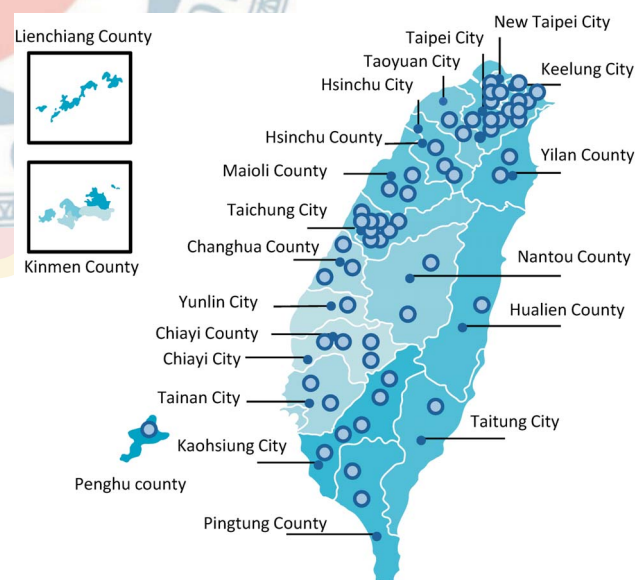 New Taipei City
Lienchiang County
Taipei City
Taoyuan City
Keelung City
Hsinchu City
Hsinchu County
Yilan County
Maioli County
Taichung City
Changhua County
Nantou County
Kinmen County
Yunlin City
Hualien County
Chiayi County
Chiayi City
Tainan City
Taitung City
Kaohsiung City
Penghu county
Pingtung County